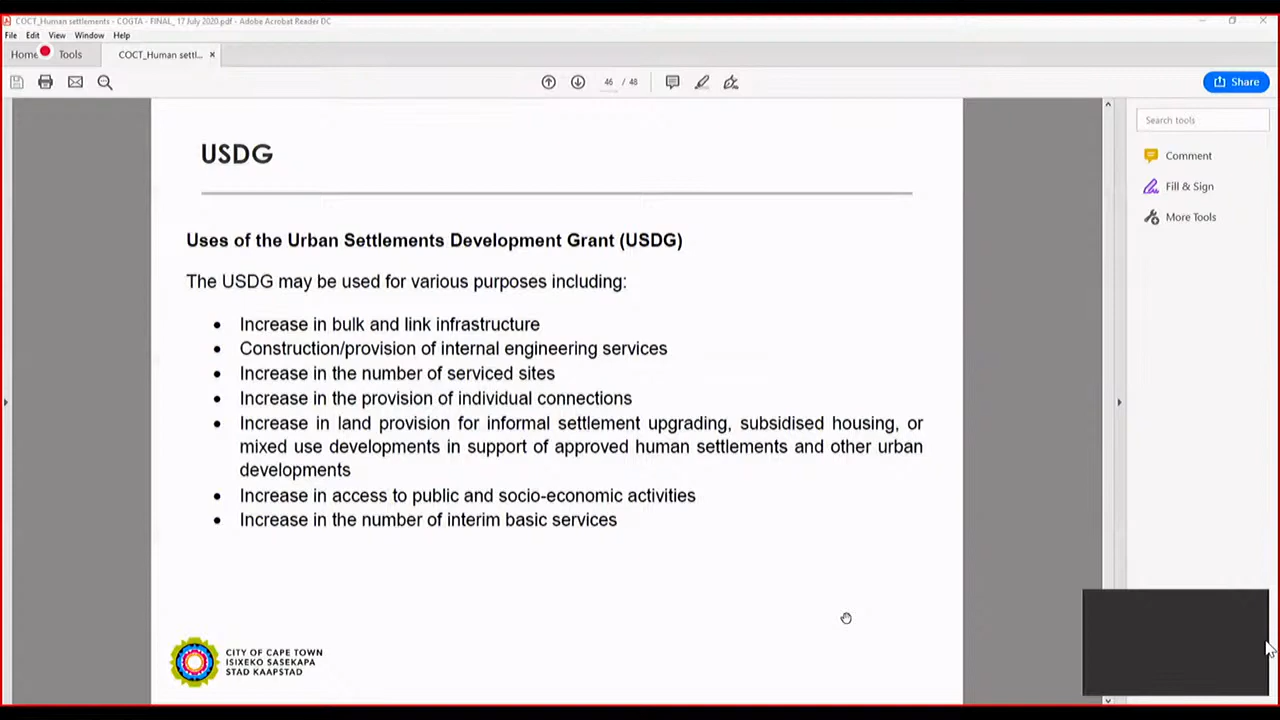 COCT_Human settlements - COGTA - FINAL_ 17 July 2020.pdf - Adobe Acrobat Reader DC
File Edit View Window Help
Home Tools COCT_Human settl... ×
46 / 48
Share
Search tools
Comment
Fill & Sign
More Tools
USDG
Uses of the Urban Settlements Development Grant (USDG)
The USDG may be used for various purposes including:
• Increase in bulk and link infrastructure
• Construction/provision of internal engineering services
• Increase in the number of serviced sites
• Increase in the provision of individual connections
• Increase in land provision for informal settlement upgrading, subsidised housing, or
mixed use developments in support of approved human settlements and other urban
developments
• Increase in access to public and socio-economic activities
• Increase in the number of interim basic services
CITY OF CAPE TOWN
ISIXEKO SASEKAPA
STAD KAAPSTAD